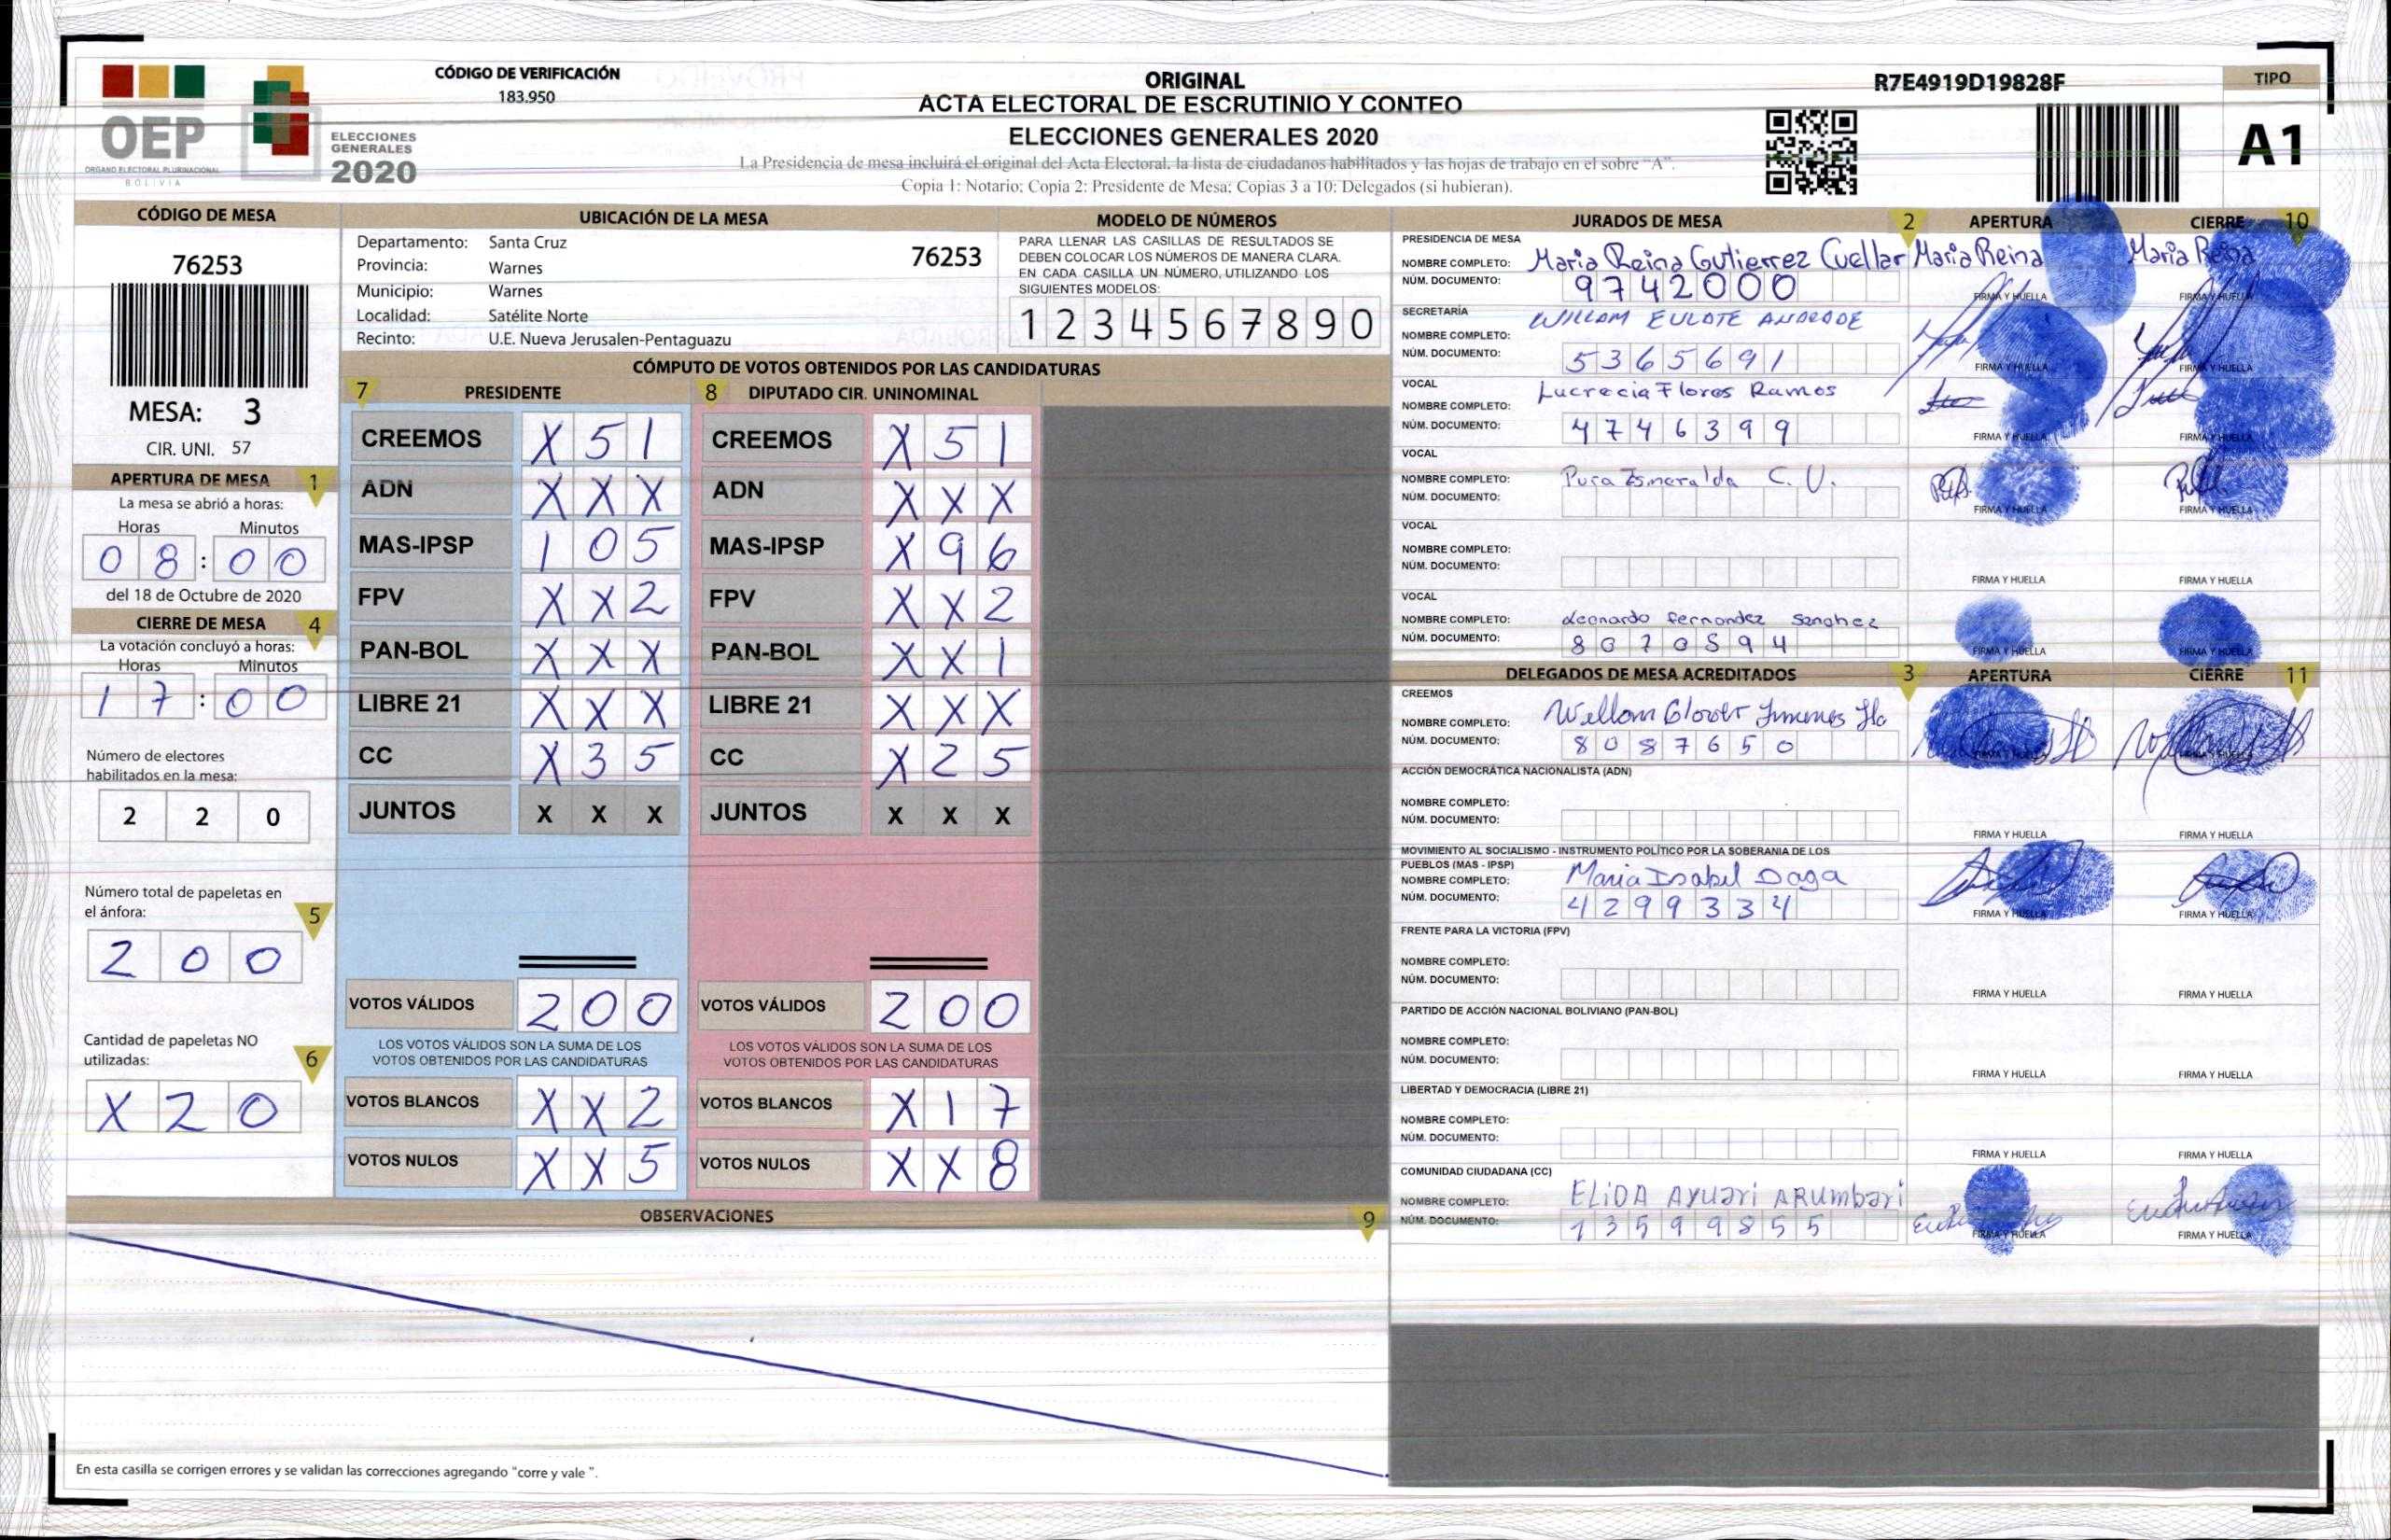 CÓDIGO DE VERIFICACIÓN
183.950
OEP
ÓRGANO ELECTORAL PLURINACIONAL
BOLIVIA
ELECCIONES
GENERALES
2020
ORIGINAL
ACTA ELECTORAL DE ESCRUTINIO Y CONTEO
ELECCIONES GENERALES 2020
La Presidencia de mesa incluirá el original del Acta Electoral, la lista de ciudadanos habilitados y las hojas de trabajo en el sobre "A".
Copia 1: Notario; Copia 2: Presidente de Mesa; Copias 3 a 10: Delegados (si hubieran).
R7E4919D19828F
TIPO
A1
CÓDIGO DE MESA
76253
MESA: 3
CIR. UNI. 57
APERTURA DE MESA 1
La mesa se abrió a horas:
Horas Minutos
0 8 : 0 0
del 18 de Octubre de 2020
CIERRE DE MESA 4
La votación concluyó a horas:
Horas Minutos
1 7 : 0 0
Número de electores
habilitados en la mesa:
2 2 0
Número total de papeletas en
el ánfora: 5
2 0 0
Cantidad de papeletas NO
utilizadas: 6
X 2 0
UBICACIÓN DE LA MESA
Departamento: Santa Cruz 76253
Provincia: Warnes
Municipio: Warnes
Localidad: Satélite Norte
Recinto: U.E. Nueva Jerusalen-Pentaguazu
MODELO DE NÚMEROS
PARA LLENAR LAS CASILLAS DE RESULTADOS SE
DEBEN COLOCAR LOS NÚMEROS DE MANERA CLARA.
EN CADA CASILLA UN NÚMERO, UTILIZANDO LOS
SIGUIENTES MODELOS:
1 2 3 4 5 6 7 8 9 0
CÓMPUTO DE VOTOS OBTENIDOS POR LAS CANDIDATURAS
7 PRESIDENTE 8 DIPUTADO CIR. UNINOMINAL
CREEMOS X 5 1 CREEMOS X 5 1
ADN X X X ADN X X X
MAS-IPSP 1 0 5 MAS-IPSP X 9 6
FPV X X 2 FPV X X 2
PAN-BOL X X X PAN-BOL X X 1
LIBRE 21 X X X LIBRE 21 X X X
CC X 3 5 CC X 2 5
JUNTOS X X X JUNTOS X X X
VOTOS VÁLIDOS 2 0 0 VOTOS VÁLIDOS 2 0 0
LOS VOTOS VÁLIDOS SON LA SUMA DE LOS LOS VOTOS VÁLIDOS SON LA SUMA DE LOS
VOTOS OBTENIDOS POR LAS CANDIDATURAS VOTOS OBTENIDOS POR LAS CANDIDATURAS
VOTOS BLANCOS X X 2 VOTOS BLANCOS X 1 7
VOTOS NULOS X X 5 VOTOS NULOS X X 8
OBSERVACIONES 9
En esta casilla se corrigen errores y se validan las correcciones agregando "corre y vale ".
JURADOS DE MESA 2 APERTURA CIERRE 10
PRESIDENCIA DE MESA
NOMBRE COMPLETO: Maria Reina Gutierrez Cuellar Maria Reina Maria Reina
NÚM. DOCUMENTO: 9742000
FIRMA Y HUELLA FIRMA Y HUELLA
SECRETARÍA
NOMBRE COMPLETO: WILLAM EULATE ANDRADE
NÚM. DOCUMENTO: 5365691
FIRMA Y HUELLA FIRMA Y HUELLA
VOCAL
NOMBRE COMPLETO: Lucrecia Flores Ramos
NÚM. DOCUMENTO: 4746399
FIRMA Y HUELLA FIRMA Y HUELLA
VOCAL
NOMBRE COMPLETO: Pura Esmeralda C. V.
NÚM. DOCUMENTO:
FIRMA Y HUELLA FIRMA Y HUELLA
VOCAL
NOMBRE COMPLETO:
NÚM. DOCUMENTO:
FIRMA Y HUELLA FIRMA Y HUELLA
VOCAL
NOMBRE COMPLETO: Leonardo Fernandez Sanchez
NÚM. DOCUMENTO:
FIRMA Y HUELLA FIRMA Y HUELLA
DELEGADOS DE MESA ACREDITADOS 3 APERTURA CIERRE 11
CREEMOS
NOMBRE COMPLETO:
NÚM. DOCUMENTO: 8087650
FIRMA Y HUELLA FIRMA Y HUELLA
ACCIÓN DEMOCRÁTICA NACIONALISTA (ADN)
NOMBRE COMPLETO:
NÚM. DOCUMENTO:
FIRMA Y HUELLA FIRMA Y HUELLA
MOVIMIENTO AL SOCIALISMO - INSTRUMENTO POLÍTICO POR LA SOBERANIA DE LOS
PUEBLOS (MAS - IPSP)
NOMBRE COMPLETO: Maria Isabel Daga
NÚM. DOCUMENTO: 4299334
FIRMA Y HUELLA FIRMA Y HUELLA
FRENTE PARA LA VICTORIA (FPV)
NOMBRE COMPLETO:
NÚM. DOCUMENTO:
FIRMA Y HUELLA FIRMA Y HUELLA
PARTIDO DE ACCIÓN NACIONAL BOLIVIANO (PAN-BOL)
NOMBRE COMPLETO:
NÚM. DOCUMENTO:
FIRMA Y HUELLA FIRMA Y HUELLA
LIBERTAD Y DEMOCRACIA (LIBRE 21)
NOMBRE COMPLETO:
NÚM. DOCUMENTO:
FIRMA Y HUELLA FIRMA Y HUELLA
COMUNIDAD CIUDADANA (CC)
NOMBRE COMPLETO: ELIDA AYUARI ARUMBARI
NÚM. DOCUMENTO: 13599855
FIRMA Y HUELLA FIRMA Y HUELLA